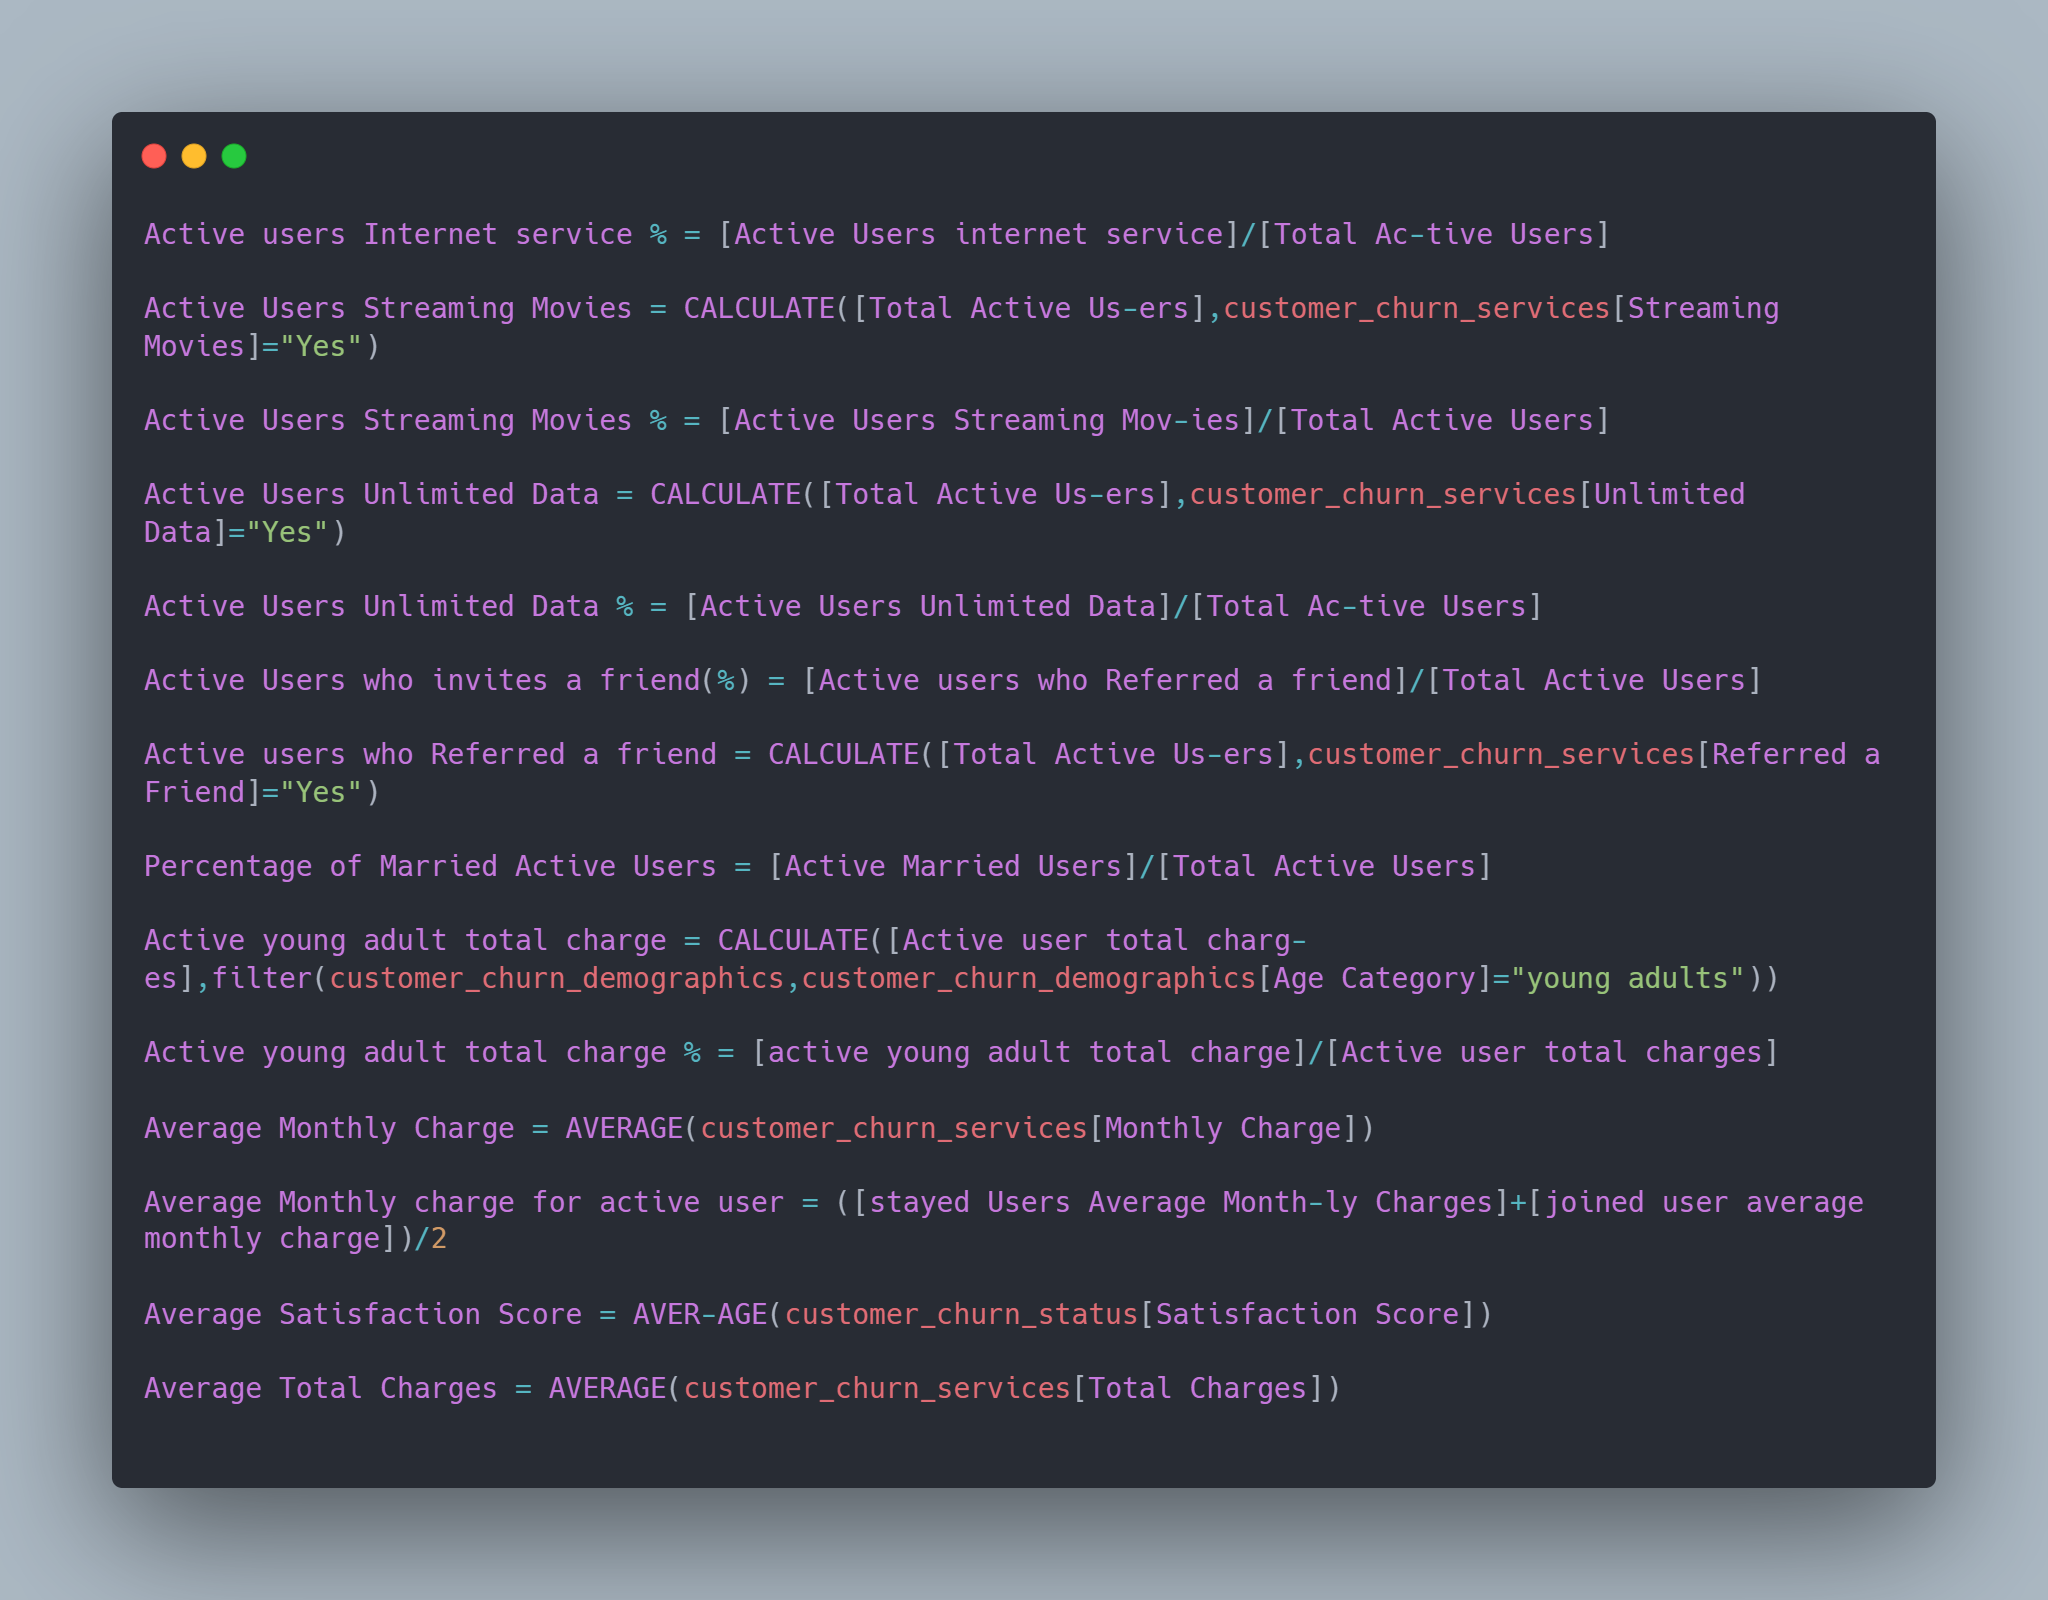 Active users Internet service % = [Active Users internet service]/[Total Ac-tive Users]
Active Users Streaming Movies = CALCULATE([Total Active Us-ers],customer_churn_services[Streaming
Movies]="Yes")
Active Users Streaming Movies % = [Active Users Streaming Mov-ies]/[Total Active Users]
Active Users Unlimited Data = CALCULATE([Total Active Us-ers],customer_churn_services[Unlimited
Data]="Yes")
Active Users Unlimited Data % = [Active Users Unlimited Data]/[Total Ac-tive Users]
Active Users who invites a friend(%) = [Active users who Referred a friend]/[Total Active Users]
Active users who Referred a friend = CALCULATE([Total Active Us-ers],customer_churn_services[Referred a
Friend]="Yes")
Percentage of Married Active Users = [Active Married Users]/[Total Active Users]
Active young adult total charge = CALCULATE([Active user total charg-
es],filter(customer_churn_demographics,customer_churn_demographics[Age Category]="young adults"))
Active young adult total charge % = [active young adult total charge]/[Active user total charges]
Average Monthly Charge = AVERAGE(customer_churn_services[Monthly Charge])
Average Monthly charge for active user = ([stayed Users Average Month-ly Charges]+[joined user average
monthly charge])/2
Average Satisfaction Score = AVER-AGE(customer_churn_status[Satisfaction Score])
Average Total Charges = AVERAGE(customer_churn_services[Total Charges])